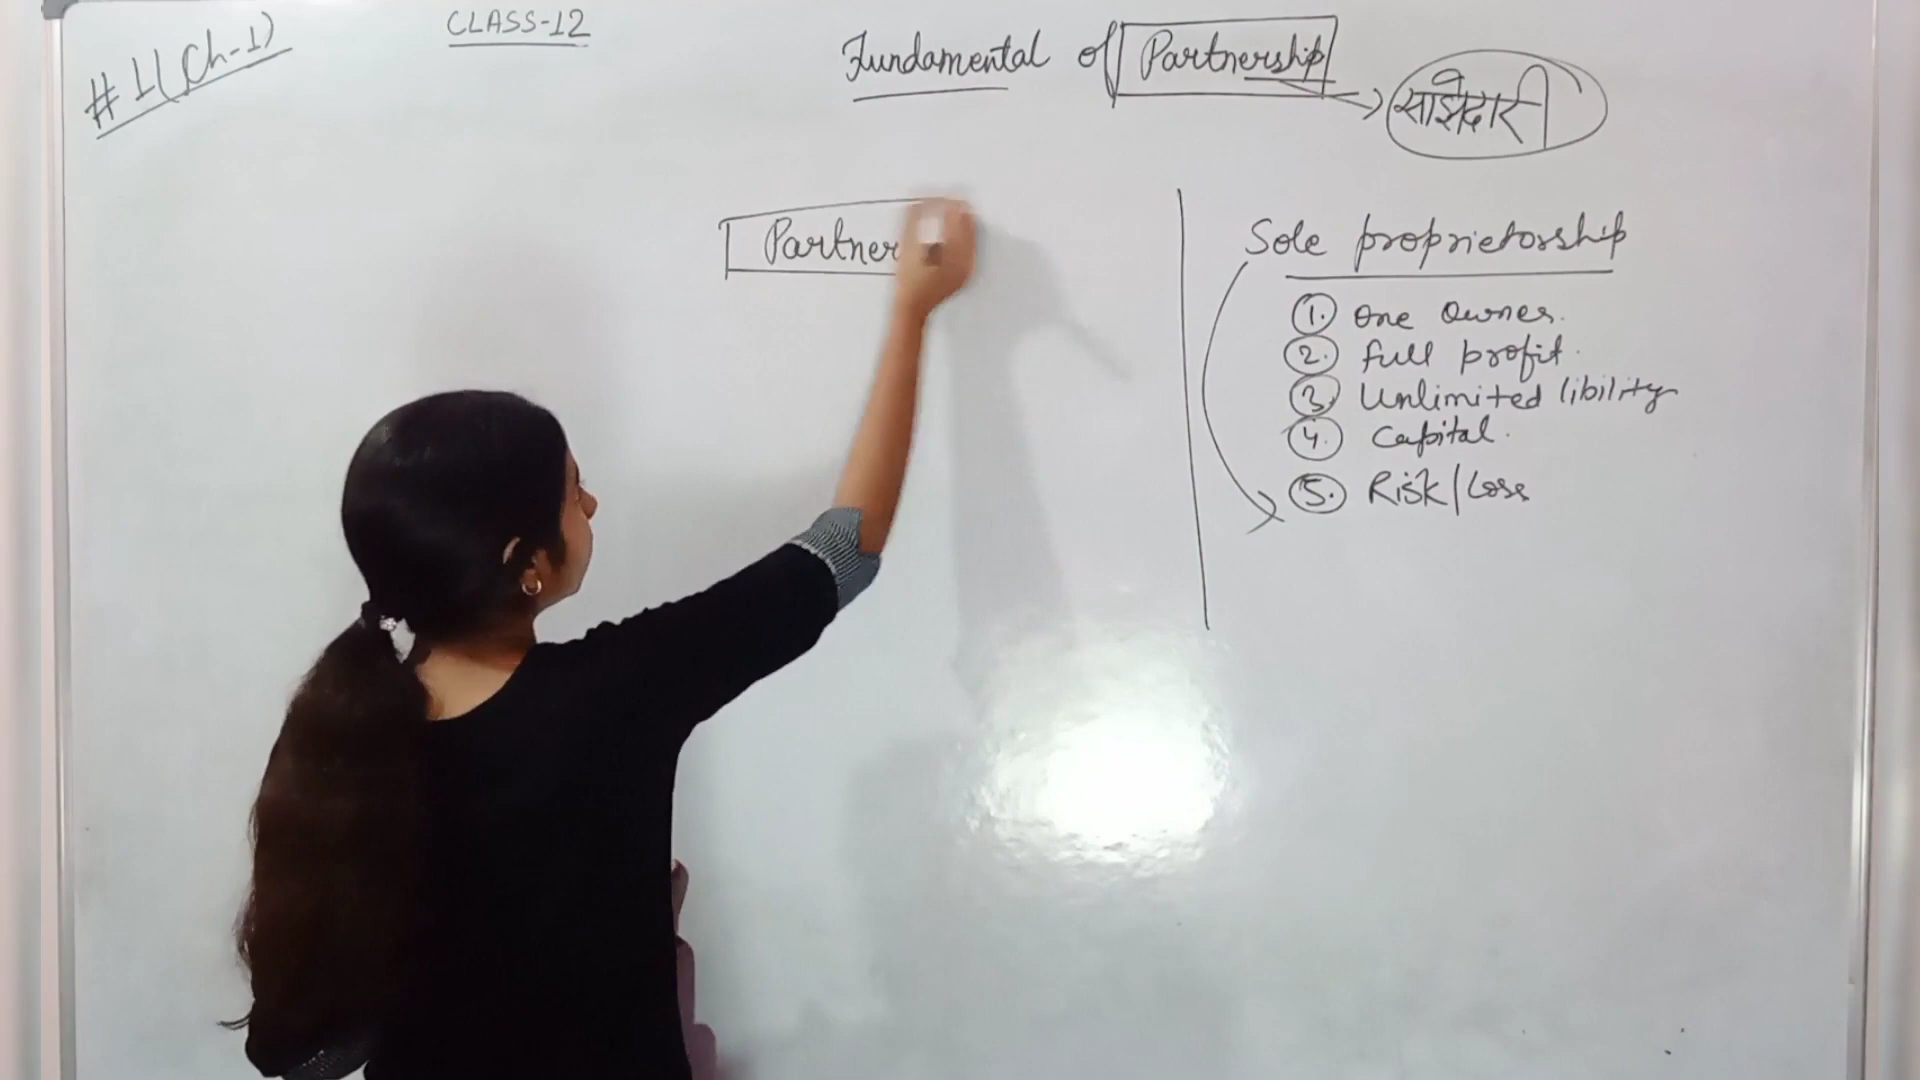 #1(Ch-1)
CLASS-12
Fundamental of Partnership
साझेदारी
Partner
Sole proprietorship
1. One Owner.
2. full profit.
3. Unlimited libility
4. Capital.
5. Risk/Loss